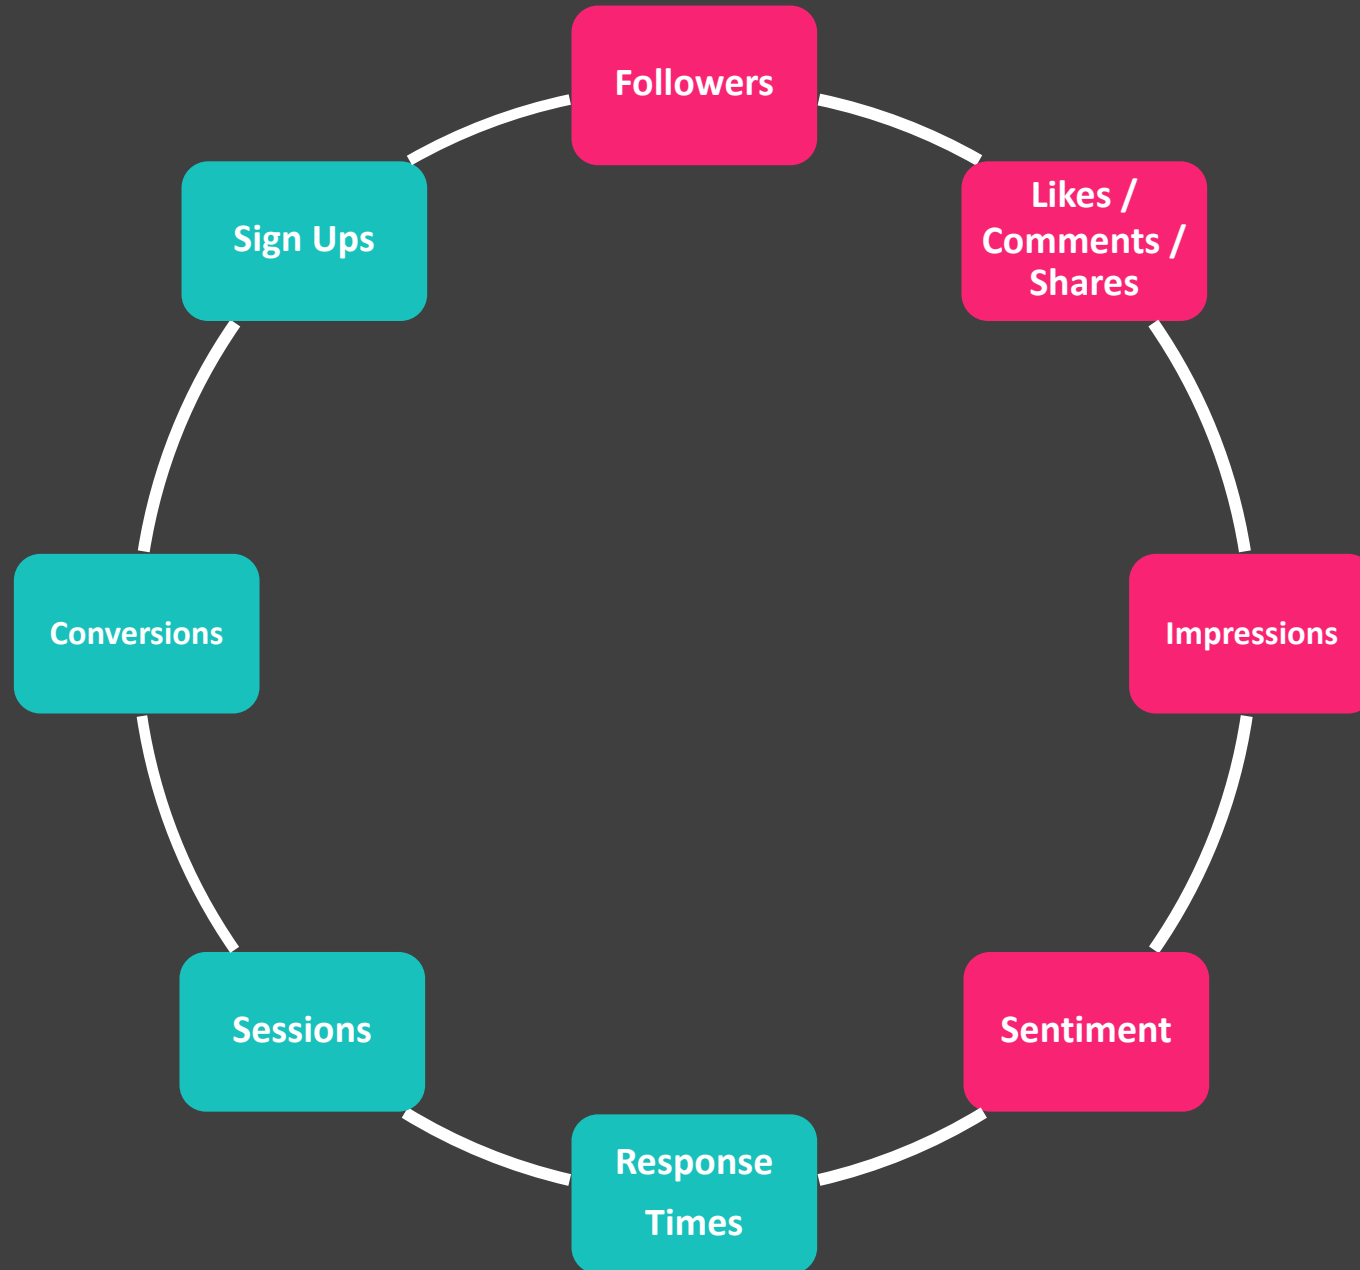 Followers
Likes /
Comments /
Shares
Sign Ups
Conversions
Impressions
Sessions
Sentiment
Response
Times